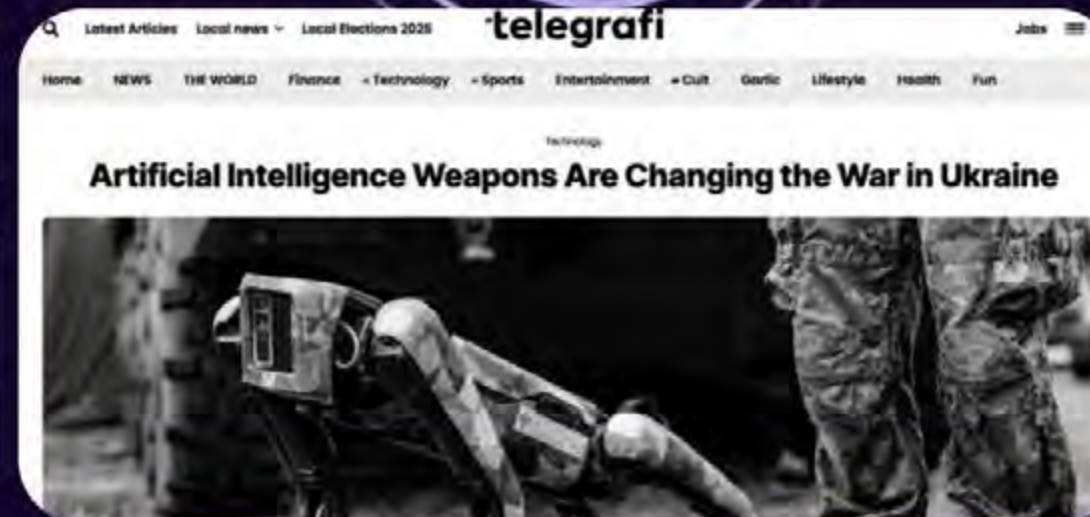 Latest Articles Local news Local Elections 2025 telegrafi Jobs
Home NEWS THE WORLD Finance Technology Sports Entertainment Cult Garlic Lifestyle Health Fun
Technology
Artificial Intelligence Weapons Are Changing the War in Ukraine